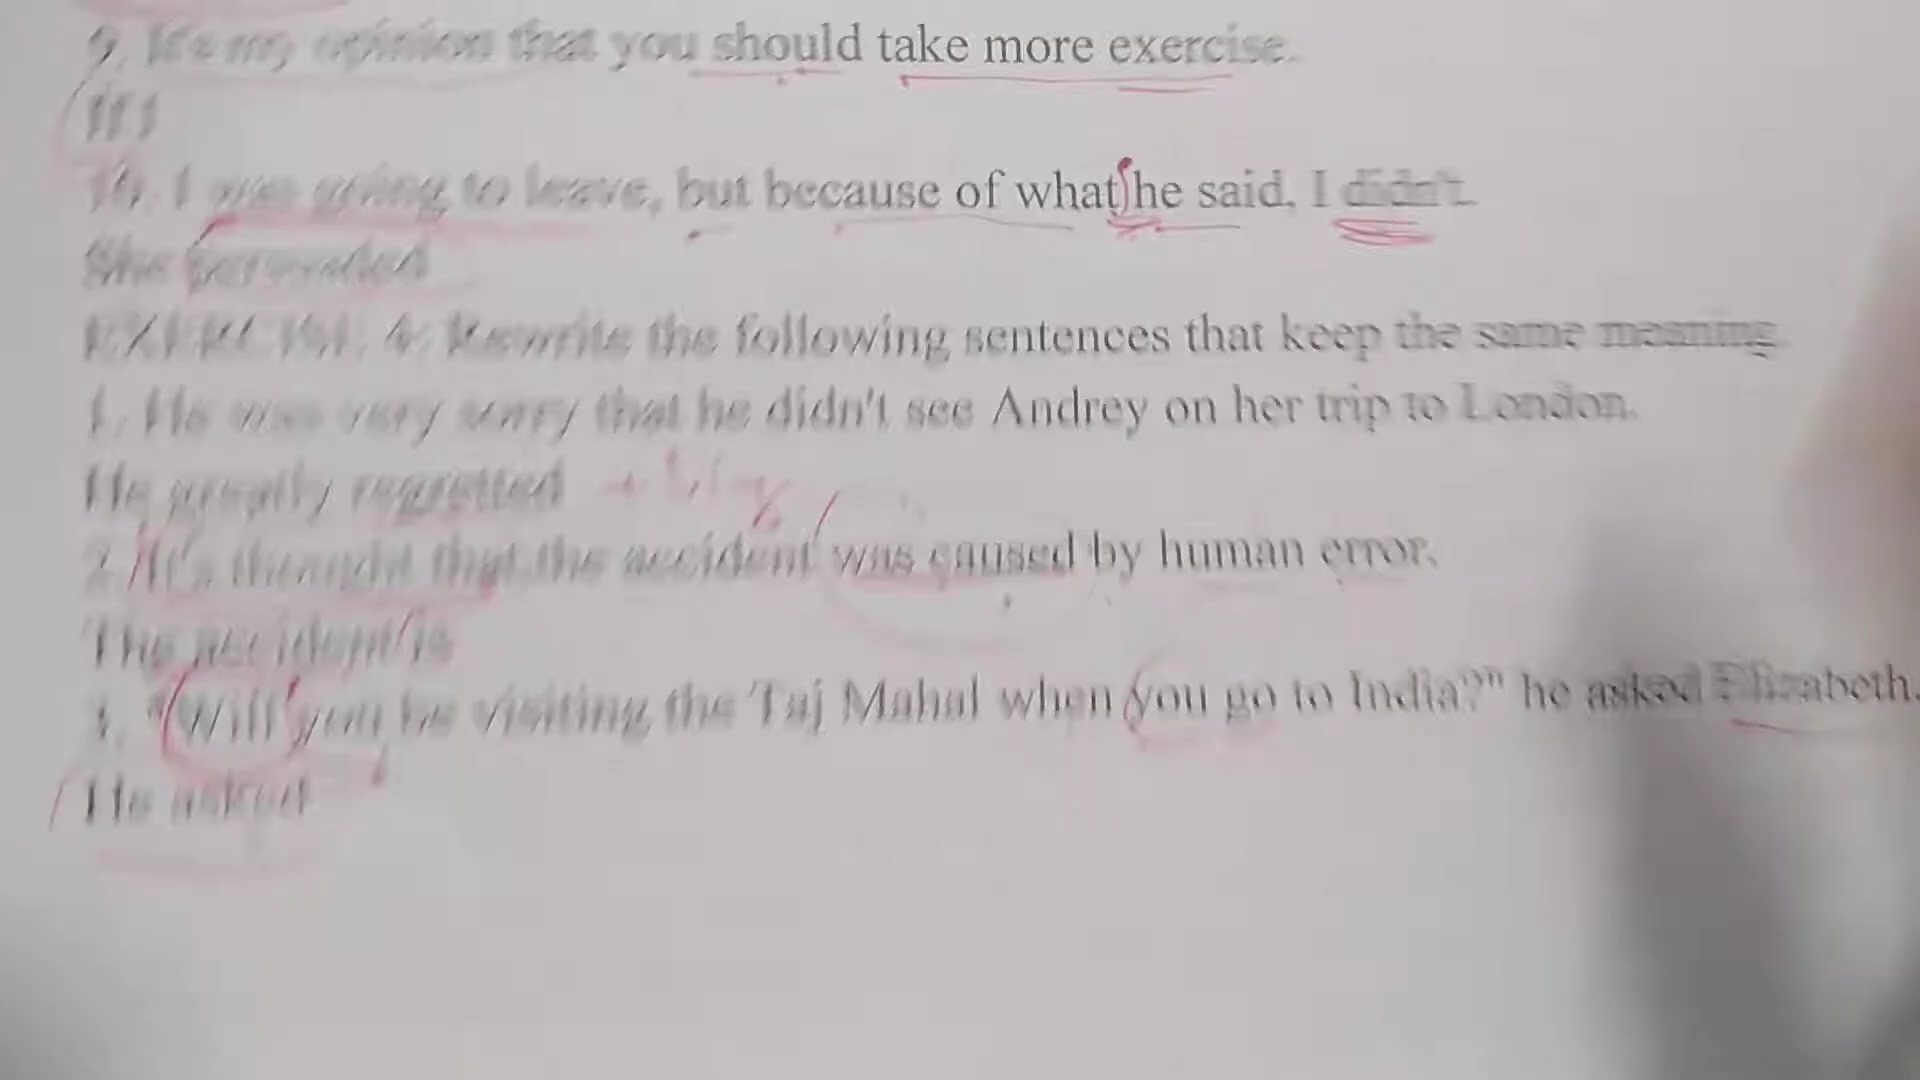 9. It's my opinion that you should take more exercise.
If I
10. I was going to leave, but because of what he said, I didn't.
She persuaded
EXERCISE 4: Rewrite the following sentences that keep the same meaning.
1. He was very sorry that he didn't see Andrey on her trip to London.
He greatly regretted
2. It's thought that the accident was caused by human error.
The accident is
3. "Will you be visiting the Taj Mahal when you go to India?" he asked Elizabeth.
He asked